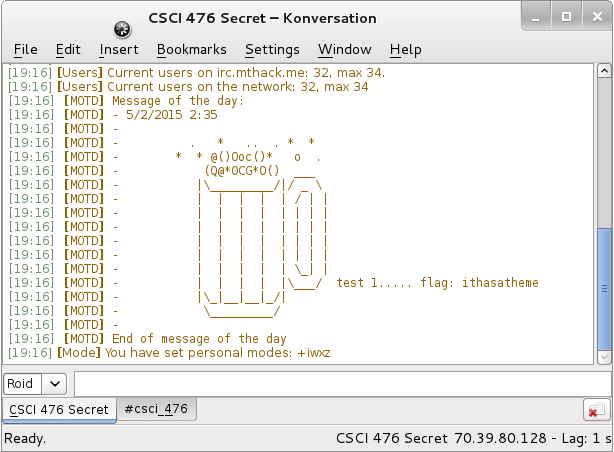 CSCI 476 Secret – Konversation
File Edit Insert Bookmarks Settings Window Help
[19:16] [Users] Current users on irc.mthack.me: 32, max 34.
[19:16] [Users] Current users on the network: 32, max 34
[19:16] [MOTD] Message of the day:
[19:16] [MOTD] - 5/2/2015 2:35
[19:16] [MOTD] -
[19:16] [MOTD] -          .   *   ..  . *  *
[19:16] [MOTD] -        *  * @()Ooc()*   o  .
[19:16] [MOTD] -            (Q@*0CG*O()  ___
[19:16] [MOTD] -           |\_________/|/ _ \
[19:16] [MOTD] -           |  |  |  |  | / | |
[19:16] [MOTD] -           |  |  |  |  | | | |
[19:16] [MOTD] -           |  |  |  |  | | | |
[19:16] [MOTD] -           |  |  |  |  | | | |
[19:16] [MOTD] -           |  |  |  |  | | | |
[19:16] [MOTD] -           |  |  |  |  | \_| |
[19:16] [MOTD] -           |  |  |  |  |\___/  test 1..... flag: ithasatheme
[19:16] [MOTD] -           |\_|__|__|_/|
[19:16] [MOTD] -            \_________/
[19:16] [MOTD] -
[19:16] [MOTD] End of message of the day
[19:16] [Mode] You have set personal modes: +iwxz
Roid
CSCI 476 Secret #csci_476
Ready. CSCI 476 Secret 70.39.80.128 - Lag: 1 s